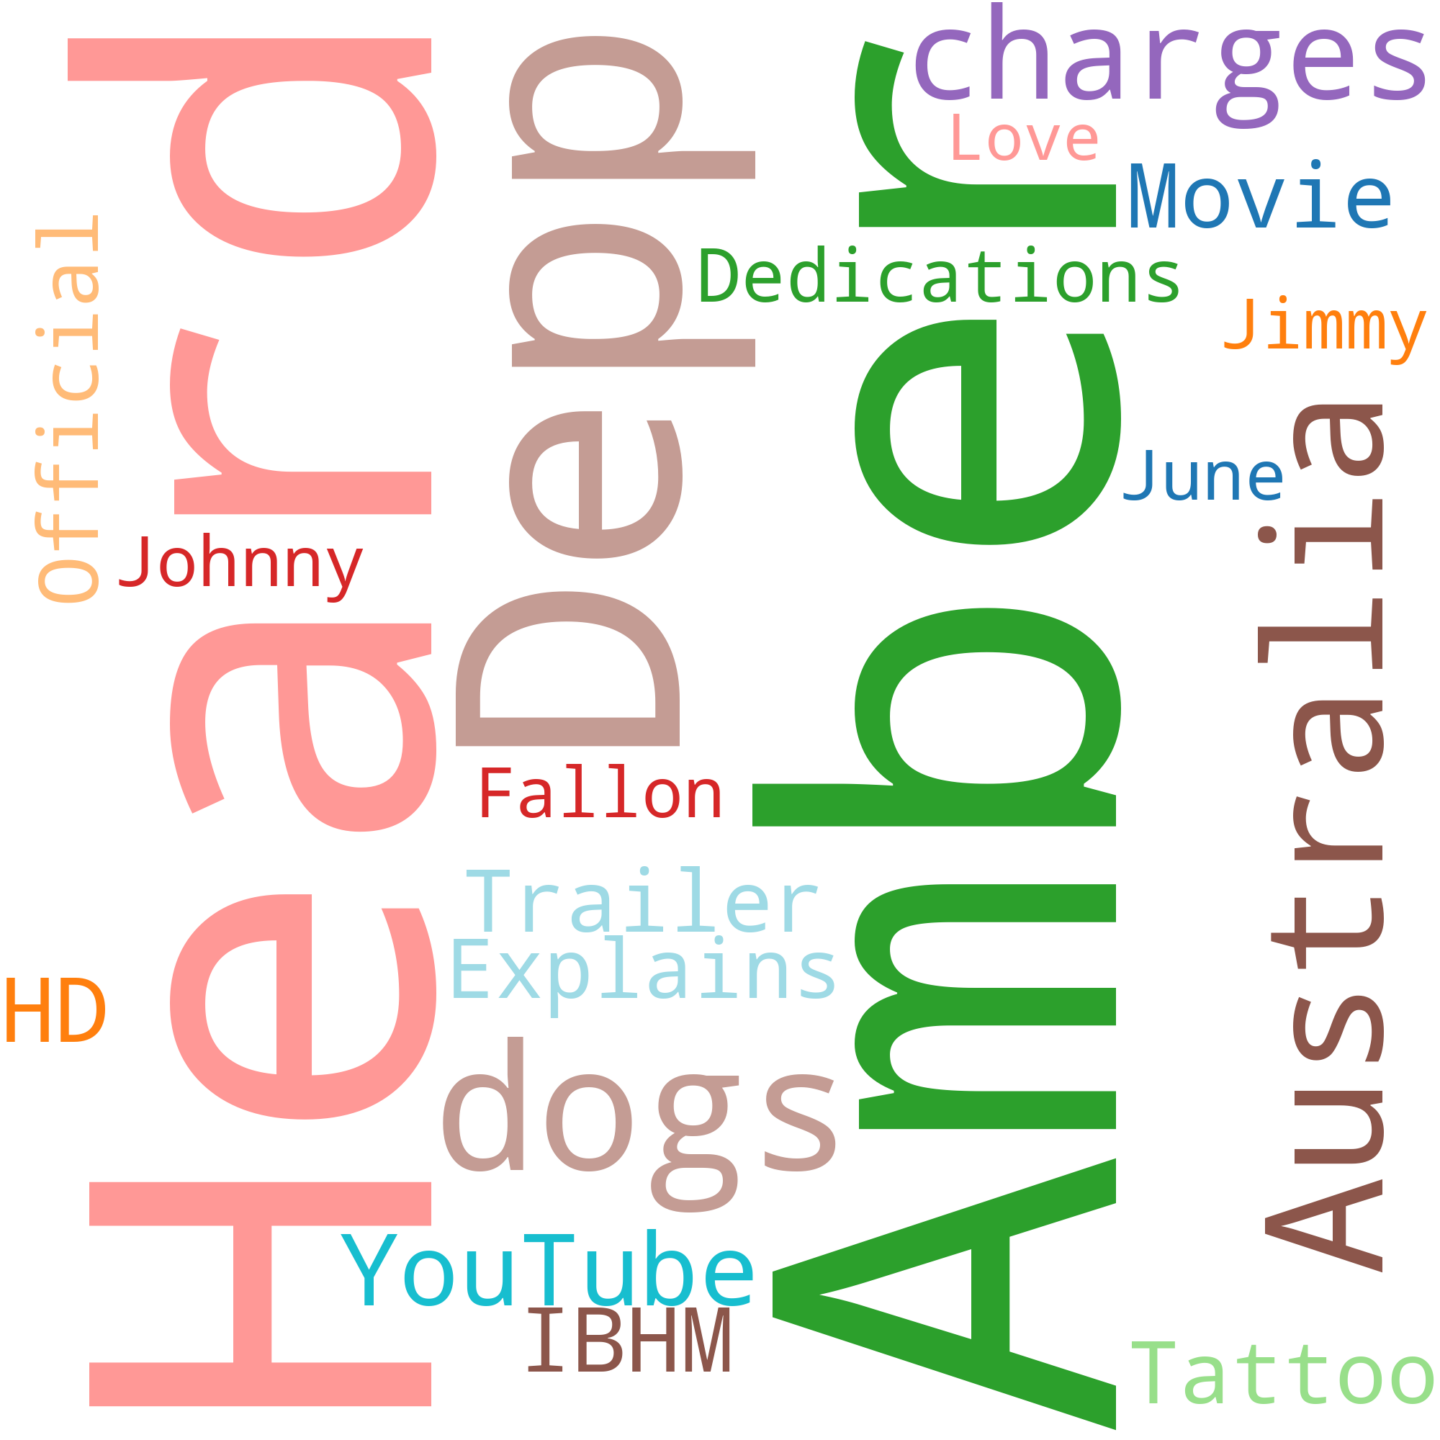 charges
Love
Movie
Dedications
Jimmy
Official
Heard
Depp
Amber
June
Australia
Johnny
Fallon
Trailer
Explains
HD
dogs
YouTube
IBHM
Tattoo